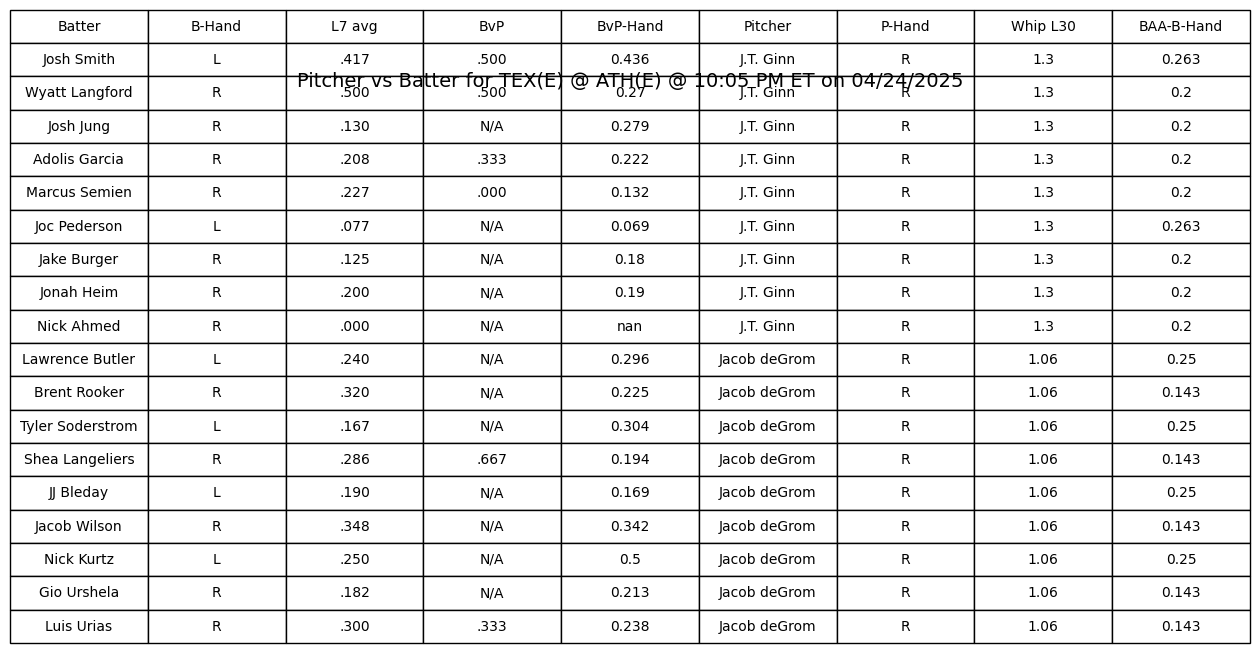 Batter B-Hand L7 avg BvP BvP-Hand Pitcher P-Hand Whip L30 BAA-B-Hand
Josh Smith L .417 .500 0.436 J.T. Ginn R 1.3 0.263
Pitcher vs Batter for TEX(E) @ ATH(E) @ 10:05 PM ET on 04/24/2025
Wyatt Langford R .500 .500 0.27 J.T. Ginn R 1.3 0.2
Josh Jung R .130 N/A 0.279 J.T. Ginn R 1.3 0.2
Adolis Garcia R .208 .333 0.222 J.T. Ginn R 1.3 0.2
Marcus Semien R .227 .000 0.132 J.T. Ginn R 1.3 0.2
Joc Pederson L .077 N/A 0.069 J.T. Ginn R 1.3 0.263
Jake Burger R .125 N/A 0.18 J.T. Ginn R 1.3 0.2
Jonah Heim R .200 N/A 0.19 J.T. Ginn R 1.3 0.2
Nick Ahmed R .000 N/A nan J.T. Ginn R 1.3 0.2
Lawrence Butler L .240 N/A 0.296 Jacob deGrom R 1.06 0.25
Brent Rooker R .320 N/A 0.225 Jacob deGrom R 1.06 0.143
Tyler Soderstrom L .167 N/A 0.304 Jacob deGrom R 1.06 0.25
Shea Langeliers R .286 .667 0.194 Jacob deGrom R 1.06 0.143
JJ Bleday L .190 N/A 0.169 Jacob deGrom R 1.06 0.25
Jacob Wilson R .348 N/A 0.342 Jacob deGrom R 1.06 0.143
Nick Kurtz L .250 N/A 0.5 Jacob deGrom R 1.06 0.25
Gio Urshela R .182 N/A 0.213 Jacob deGrom R 1.06 0.143
Luis Urias R .300 .333 0.238 Jacob deGrom R 1.06 0.143